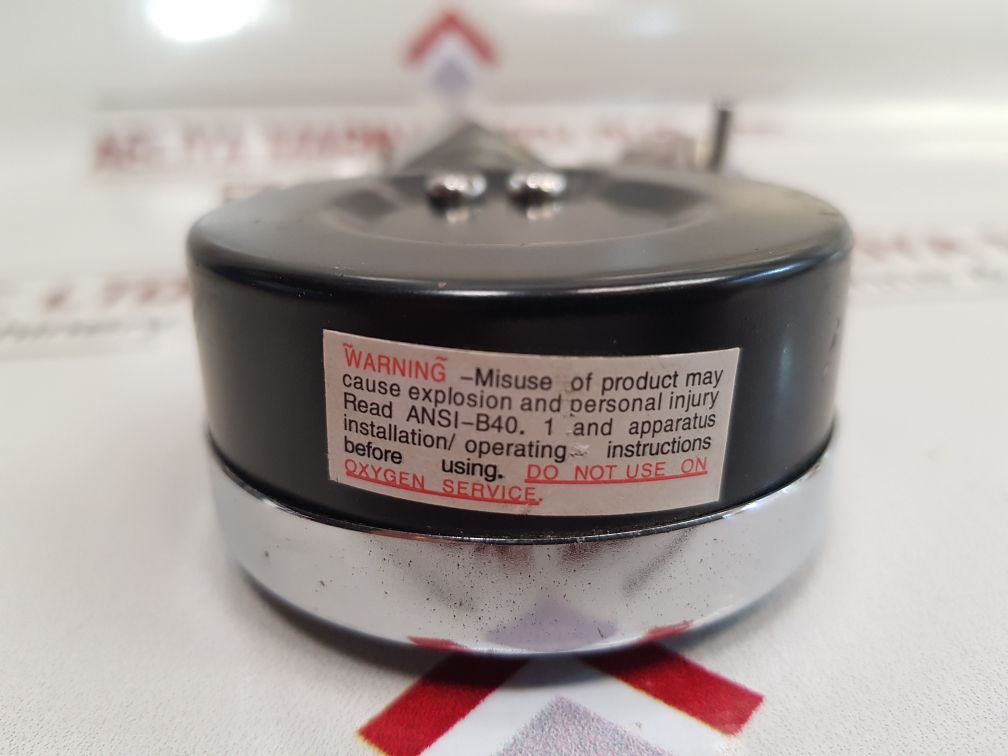 WARNING -Misuse of product may
cause explosion and personal injury
Read ANSI-B40. 1 and apparatus
installation/ operating instructions
before using. DO NOT USE ON
OXYGEN SERVICE.